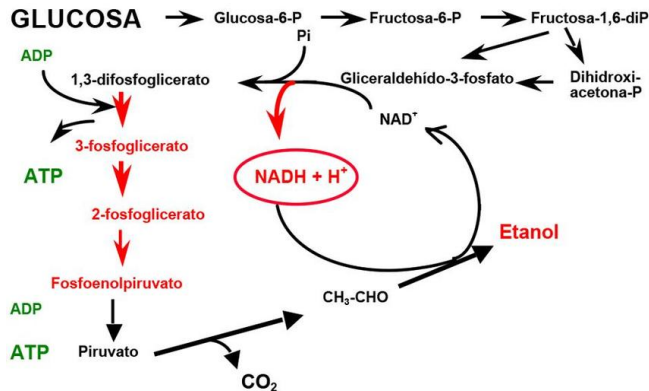 GLUCOSA
Glucosa-6-P
Fructosa-6-P
Fructosa-1,6-diP
Pi
ADP
1,3-difosfoglicerato
Gliceraldehido-3-fosfato
Dihidroxi-
acetona-P
NAD⁺
3-fosfoglicerato
ATP
NADH + H⁺
2-fosfoglicerato
Etanol
Fosfoenolpiruvato
CH₃-CHO
ADP
ATP
Piruvato
CO₂